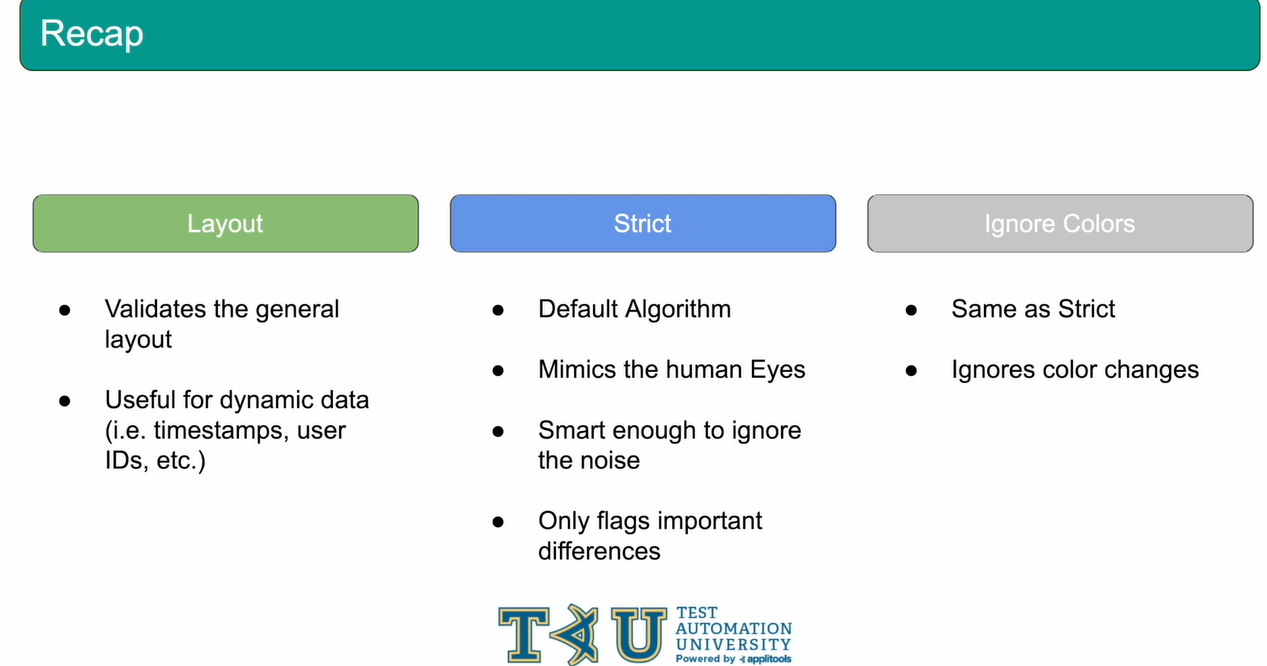 Recap
Layout
Strict
Ignore Colors
● Validates the general
layout
● Useful for dynamic data
(i.e. timestamps, user
IDs, etc.)
● Default Algorithm
● Mimics the human Eyes
● Smart enough to ignore
the noise
● Only flags important
differences
● Same as Strict
● Ignores color changes
TAU
TEST
AUTOMATION
UNIVERSITY
Powered by applitools